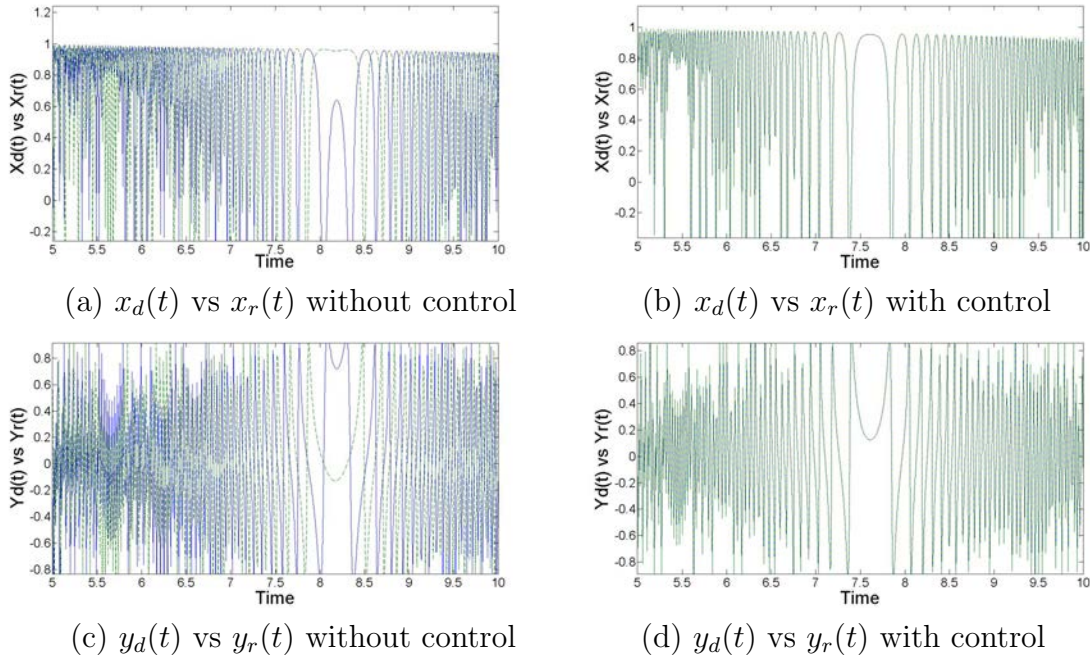 1.2
1
0.8
0.6
0.4
0.2
0
-0.2
Xd(t) vs Xr(t)
5 5.5 6 6.5 7 7.5 8 8.5 9 9.5 10
Time
(a) x_d(t) vs x_r(t) without control
1
0.8
0.6
0.4
0.2
0
-0.2
Xd(t) vs Xr(t)
5 5.5 6 6.5 7 7.5 8 8.5 9 9.5 10
Time
(b) x_d(t) vs x_r(t) with control
0.8
0.6
0.4
0.2
0
-0.2
-0.4
-0.6
-0.8
Yd(t) vs Yr(t)
5 5.5 6 6.5 7 7.5 8 8.5 9 9.5 10
Time
(c) y_d(t) vs y_r(t) without control
0.8
0.6
0.4
0.2
0
-0.2
-0.4
-0.6
-0.8
Yd(t) vs Yr(t)
5 5.5 6 6.5 7 7.5 8 8.5 9 9.5 10
Time
(d) y_d(t) vs y_r(t) with control